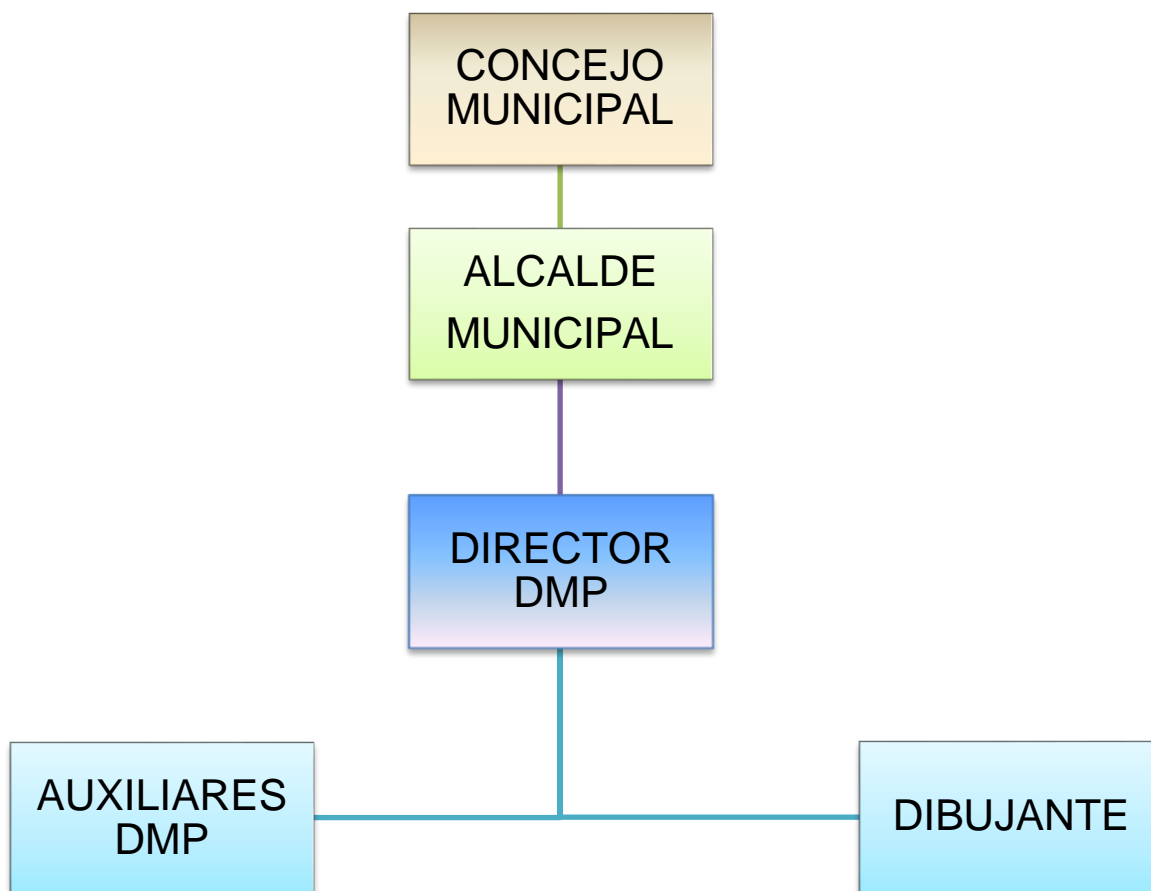 CONCEJO
MUNICIPAL
ALCALDE
MUNICIPAL
DIRECTOR
DMP
AUXILIARES
DMP
DIBUJANTE